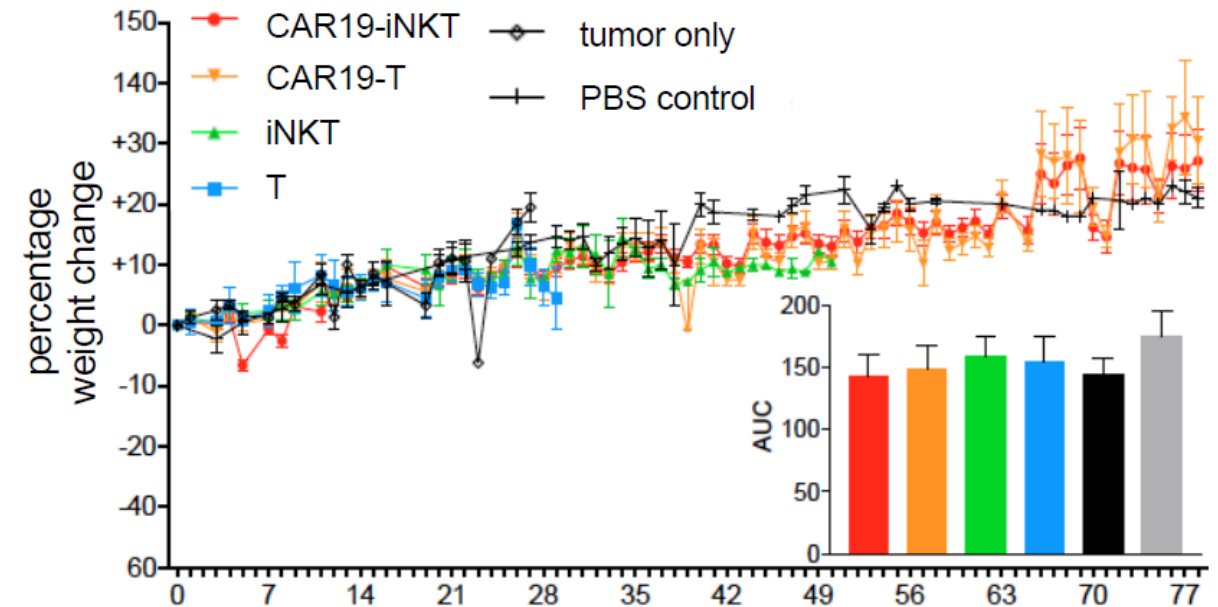 150
140
+30
+20
+10
0
-10
-20
-40
60
percentage
weight change
CAR19-iNKT
CAR19-T
iNKT
T
tumor only
PBS control
200
150
100
50
0
AUC
0 7 14 21 28 35 42 49 56 63 70 77